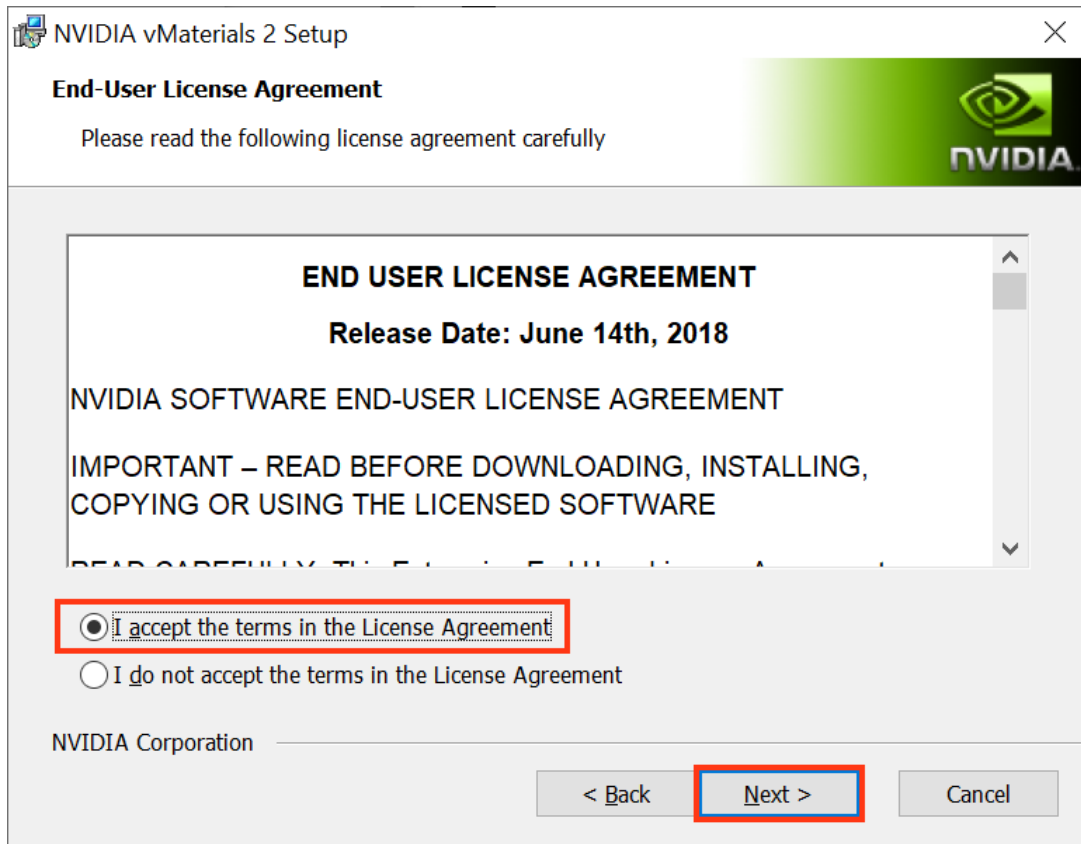 NVIDIA vMaterials 2 Setup
End-User License Agreement
Please read the following license agreement carefully
NVIDIA.
END USER LICENSE AGREEMENT
Release Date: June 14th, 2018
NVIDIA SOFTWARE END-USER LICENSE AGREEMENT
IMPORTANT – READ BEFORE DOWNLOADING, INSTALLING,
COPYING OR USING THE LICENSED SOFTWARE
I accept the terms in the License Agreement
I do not accept the terms in the License Agreement
NVIDIA Corporation
< Back
Next >
Cancel